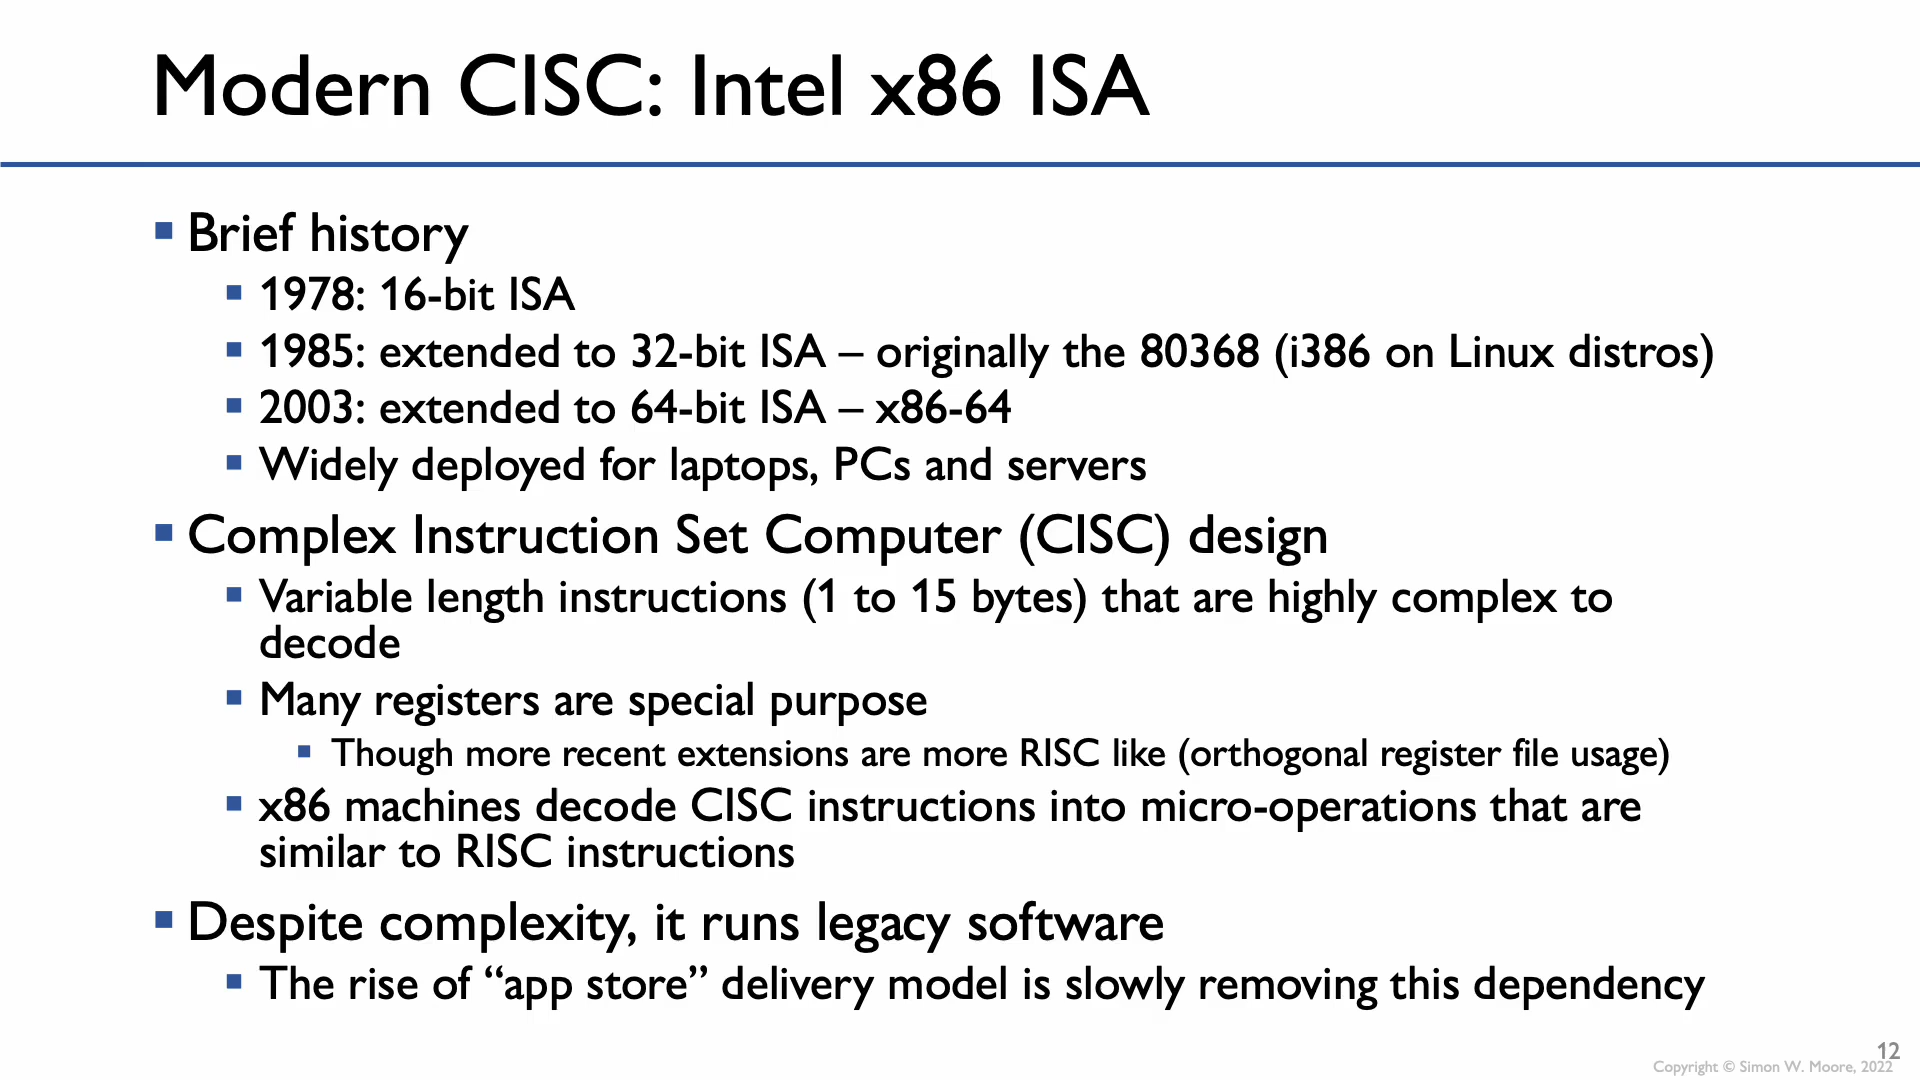 Modern CISC: Intel x86 ISA
Brief history
1978: 16-bit ISA
1985: extended to 32-bit ISA – originally the 80368 (i386 on Linux distros)
2003: extended to 64-bit ISA – x86-64
Widely deployed for laptops, PCs and servers
Complex Instruction Set Computer (CISC) design
Variable length instructions (1 to 15 bytes) that are highly complex to
decode
Many registers are special purpose
Though more recent extensions are more RISC like (orthogonal register file usage)
x86 machines decode CISC instructions into micro-operations that are
similar to RISC instructions
Despite complexity, it runs legacy software
The rise of “app store” delivery model is slowly removing this dependency
12
Copyright © Simon W. Moore, 2022